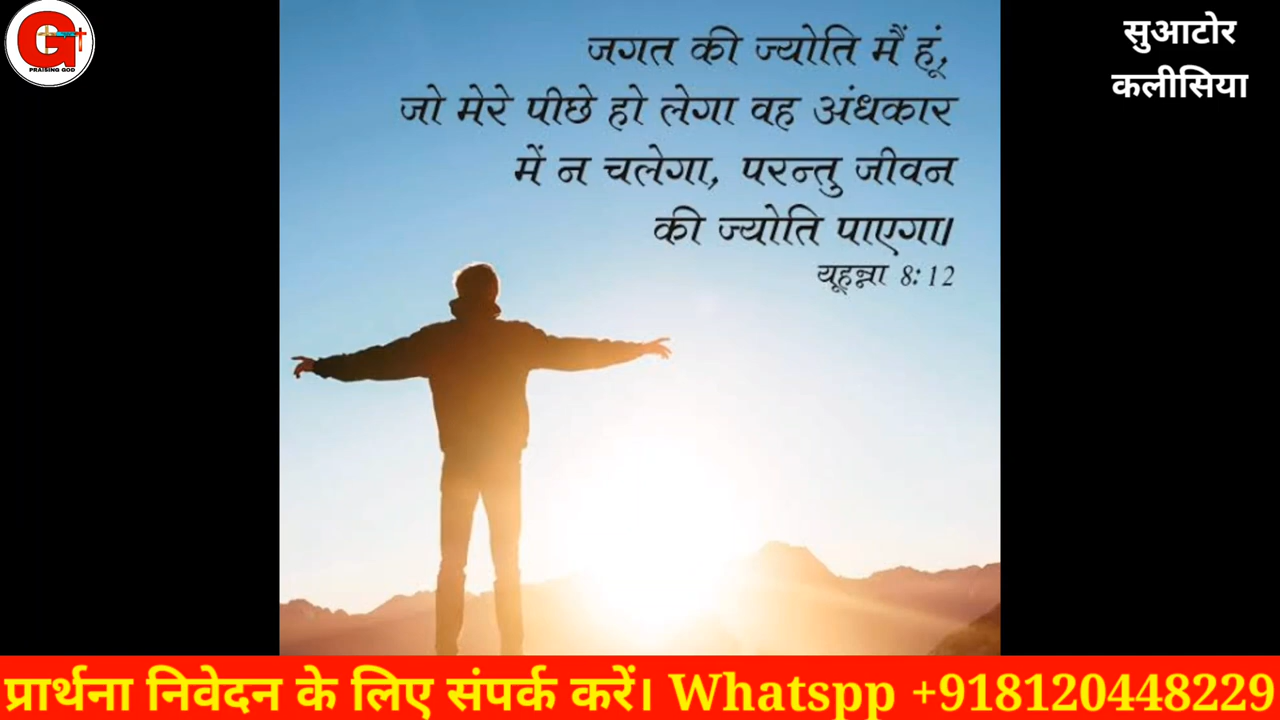 G
PRAISING GOD
सुआटोर
कलीसिया
जगत की ज्योति मैं हूं,
जो मेरे पीछे हो लेगा वह अंधकार
में न चलेगा, परन्तु जीवन
की ज्योति पाएगा।
यूहन्ना 8:12
प्रार्थना निवेदन के लिए संपर्क करें। Whatspp +918120448229